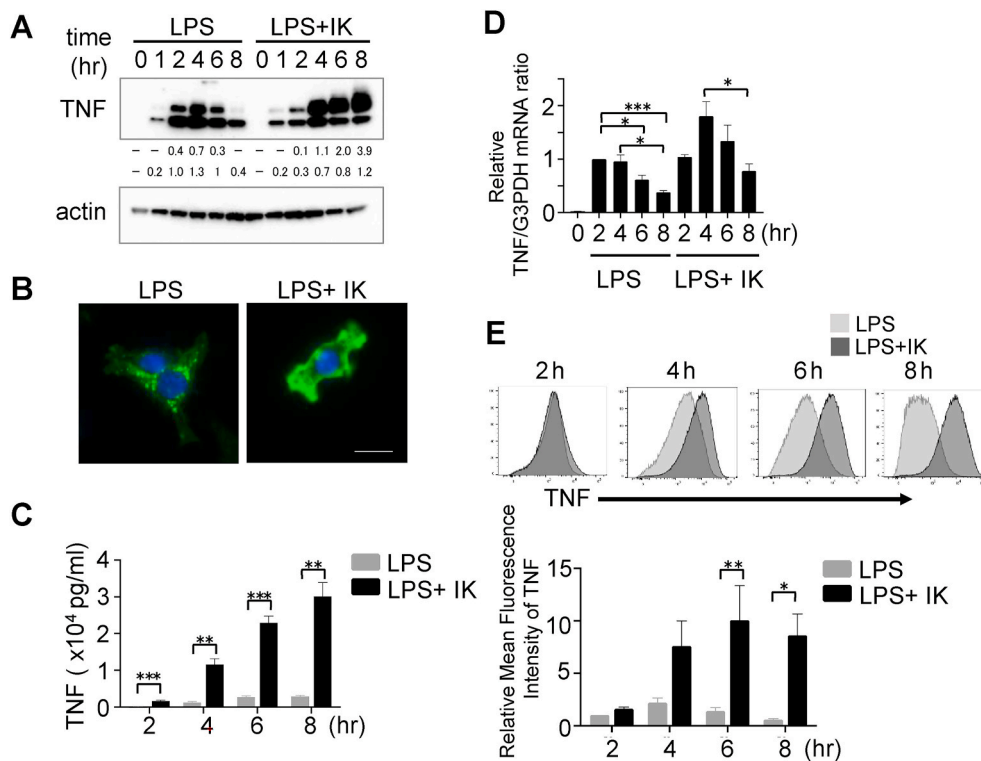 A
LPS LPS+IK
time
(hr) 0 1 2 4 6 8 0 1 2 4 6 8
TNF
– – 0.4 0.7 0.3 – – – 0.1 1.1 2.0 3.9
– 0.2 1.0 1.3 1 0.4 – 0.2 0.3 0.7 0.8 1.2
actin
B
LPS LPS+ IK
C
TNF ( x10⁴ pg/ml)
4
3
2
1
0
*** ** *** **
LPS
LPS+ IK
2 4 6 8 (hr)
D
Relative
TNF/G3PDH mRNA ratio
2
1
0
***
*
*
*
0 2 4 6 8 2 4 6 8 (hr)
LPS LPS+ IK
E
LPS
LPS+IK
2h 4h 6h 8h
TNF
Relative Mean Fluorescence
Intensity of TNF
15
10
5
0
** *
LPS
LPS+ IK
2 4 6 8 (hr)